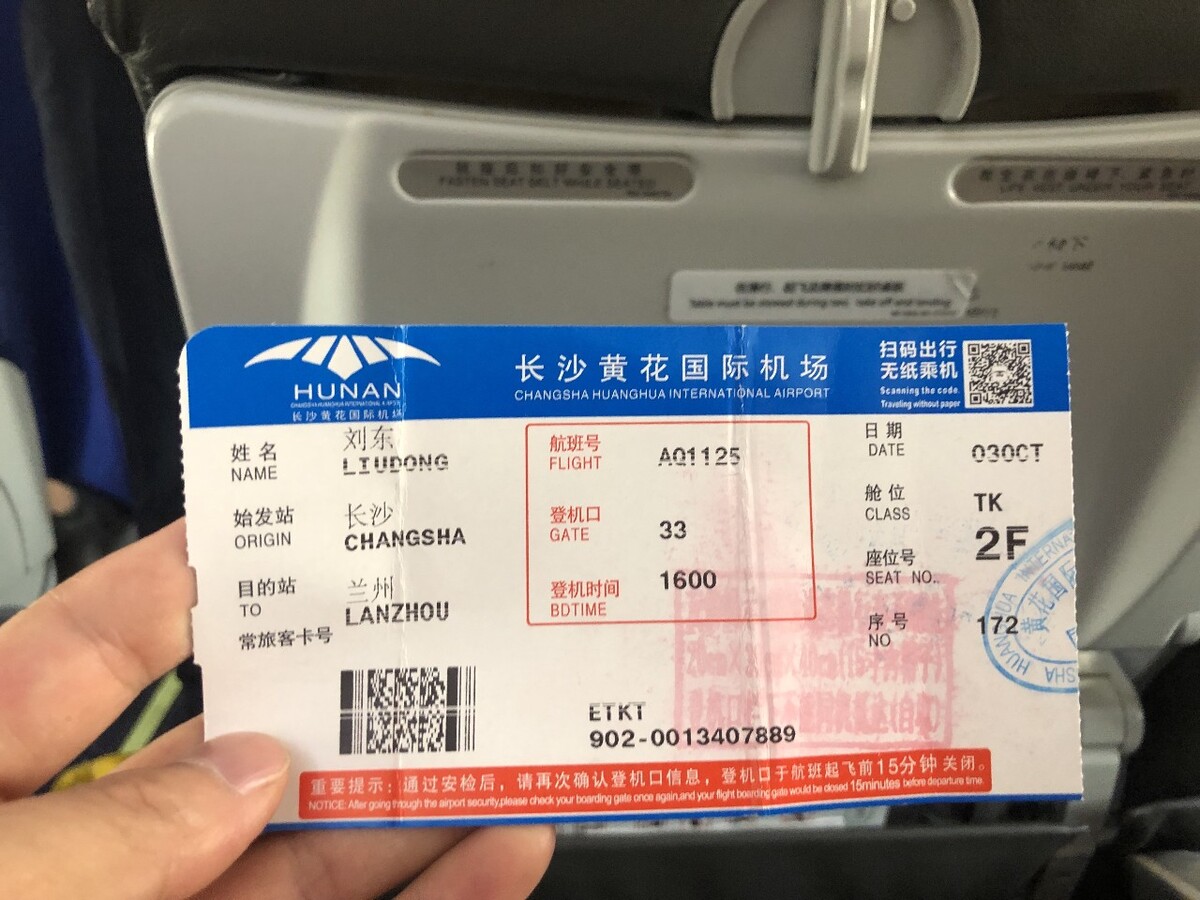 FASTEN SEAT BELT WHILE SEATED
LIFE VEST UNDER YOUR SEAT
HUNAN
长沙黄花国际机场
长沙黄花国际机场
CHANGSHA HUANGHUA INTERNATIONAL AIRPORT
扫码出行
无纸乘机
Scanning the code.
Traveling without paper
姓名 刘东
NAME LIUDONG
始发站 长沙
ORIGIN CHANGSHA
目的站 兰州
TO LANZHOU
常旅客卡号
航班号
FLIGHT AQ1125
登机口
GATE 33
登机时间 1600
BDTIME
日期
DATE 03OCT
舱位
CLASS TK
座位号 2F
SEAT NO.
序号
NO 172
黄花国
ETKT
902-0013407889
重要提示:通过安检后,请再次确认登机口信息,登机口于航班起飞前15分钟关闭。
NOTICE: After going through the airport security,please check your boarding gate once again,and your flight boarding gate would be closed 15minutes before departure time.